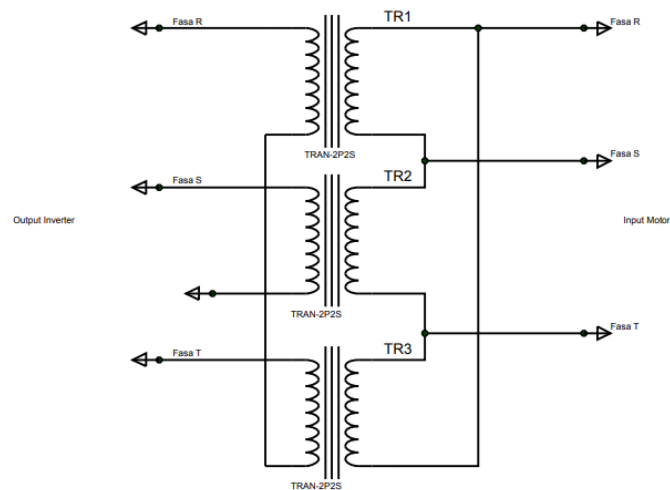 Fasa R
TR1
Fasa R
TRAN-2P2S
Fasa S
Fasa S
TR2
Output Inverter
Input Motor
TRAN-2P2S
Fasa T
Fasa T
TR3
TRAN-2P2S